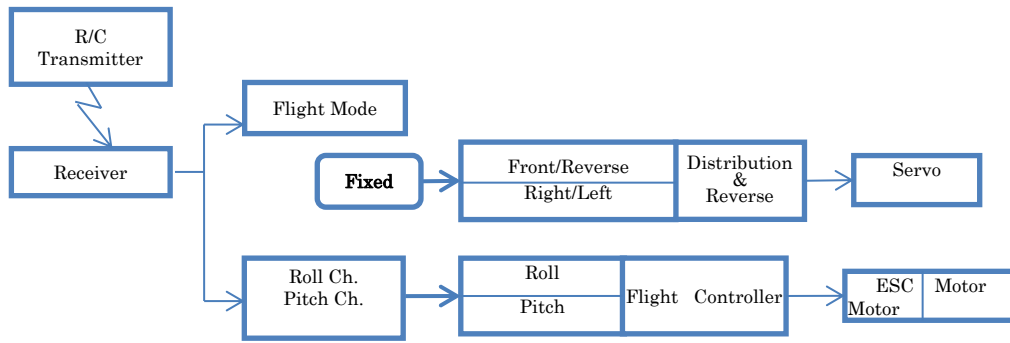 R/C
Transmitter
Receiver
Flight Mode
Fixed
Front/Reverse
Right/Left
Distribution
&
Reverse
Servo
Roll Ch.
Pitch Ch.
Roll
Pitch
Flight Controller
ESC
Motor
Motor